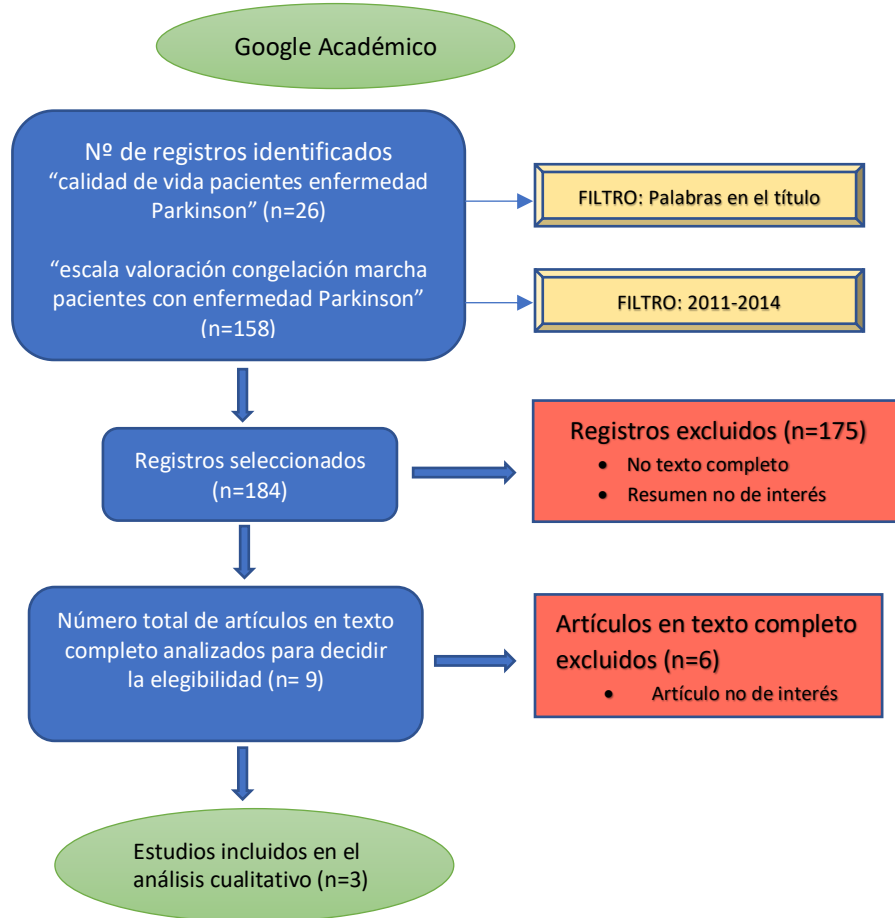 Google Académico
Nº de registros identificados
“calidad de vida pacientes enfermedad
Parkinson” (n=26)
“escala valoración congelación marcha
pacientes con enfermedad Parkinson”
(n=158)
FILTRO: Palabras en el título
FILTRO: 2011-2014
Registros seleccionados
(n=184)
Registros excluidos (n=175)
• No texto completo
• Resumen no de interés
Número total de artículos en texto
completo analizados para decidir
la elegibilidad (n= 9)
Artículos en texto completo
excluidos (n=6)
• Artículo no de interés
Estudios incluidos en el
análisis cualitativo (n=3)